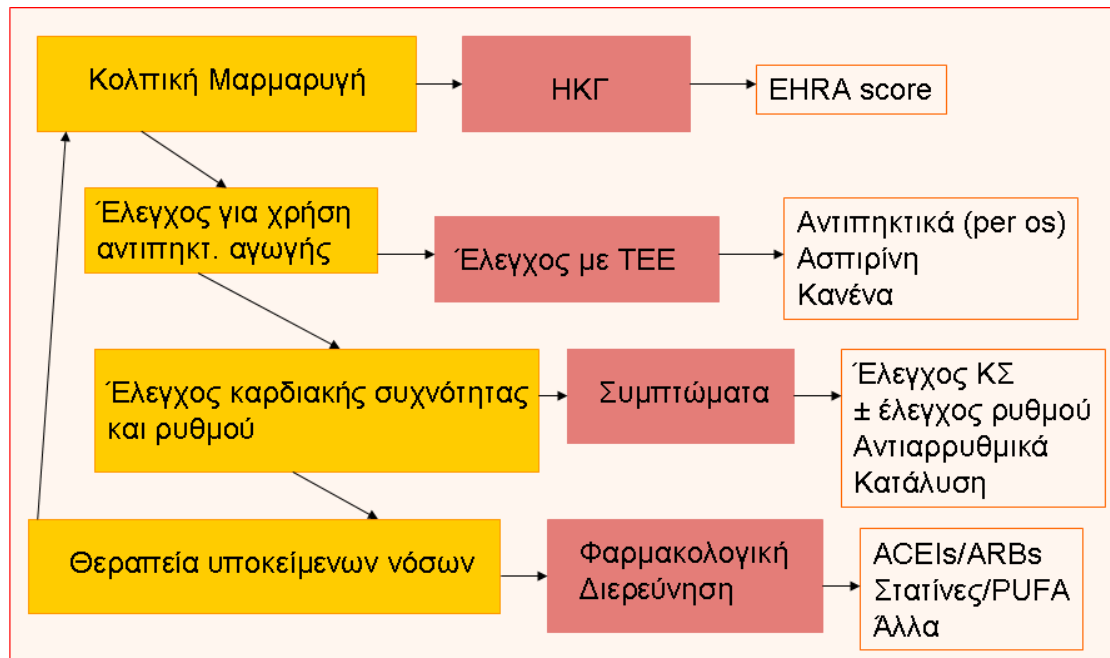 Κολπική Μαρμαρυγή
ΗΚΓ
EHRA score
Έλεγχος για χρήση
αντιπηκτ. αγωγής
Έλεγχος με ΤΕΕ
Αντιπηκτικά (per os)
Ασπιρίνη
Κανένα
Έλεγχος καρδιακής συχνότητας
και ρυθμού
Συμπτώματα
Έλεγχος ΚΣ
± έλεγχος ρυθμού
Αντιαρρυθμικά
Κατάλυση
Θεραπεία υποκείμενων νόσων
Φαρμακολογική
Διερεύνηση
ACEIs/ARBs
Στατίνες/PUFA
Άλλα